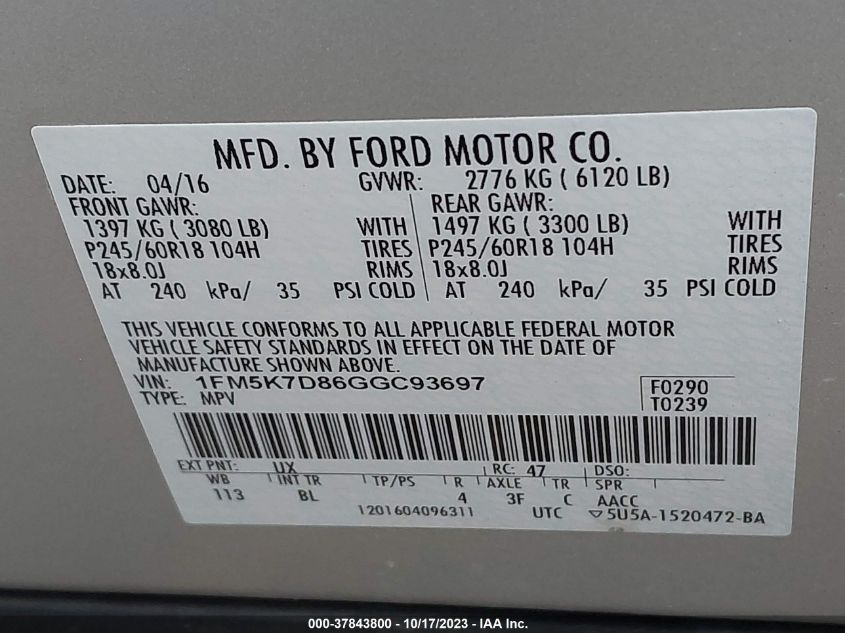 MFD. BY FORD MOTOR CO.
DATE: 04/16 GVWR: 2776 KG ( 6120 LB)
FRONT GAWR: REAR GAWR:
1397 KG ( 3080 LB) WITH 1497 KG ( 3300 LB) WITH
P245/60R18 104H TIRES P245/60R18 104H TIRES
18x8.0J RIMS 18x8.0J RIMS
AT 240 kPa/ 35 PSI COLD AT 240 kPa/ 35 PSI COLD
THIS VEHICLE CONFORMS TO ALL APPLICABLE FEDERAL MOTOR
VEHICLE SAFETY STANDARDS IN EFFECT ON THE DATE OF
MANUFACTURE SHOWN ABOVE.
VIN: 1FM5K7D86GGC93697 F0290
TYPE: MPV T0239
EXT PNT: UX RC: 47 DSO:
WB INT TR TP/PS R AXLE TR SPR
113 BL 4 3F C AACC
1201604096311 UTC ▽5U5A-1520472-BA
000-37843800 - 10/17/2023 - IAA Inc.